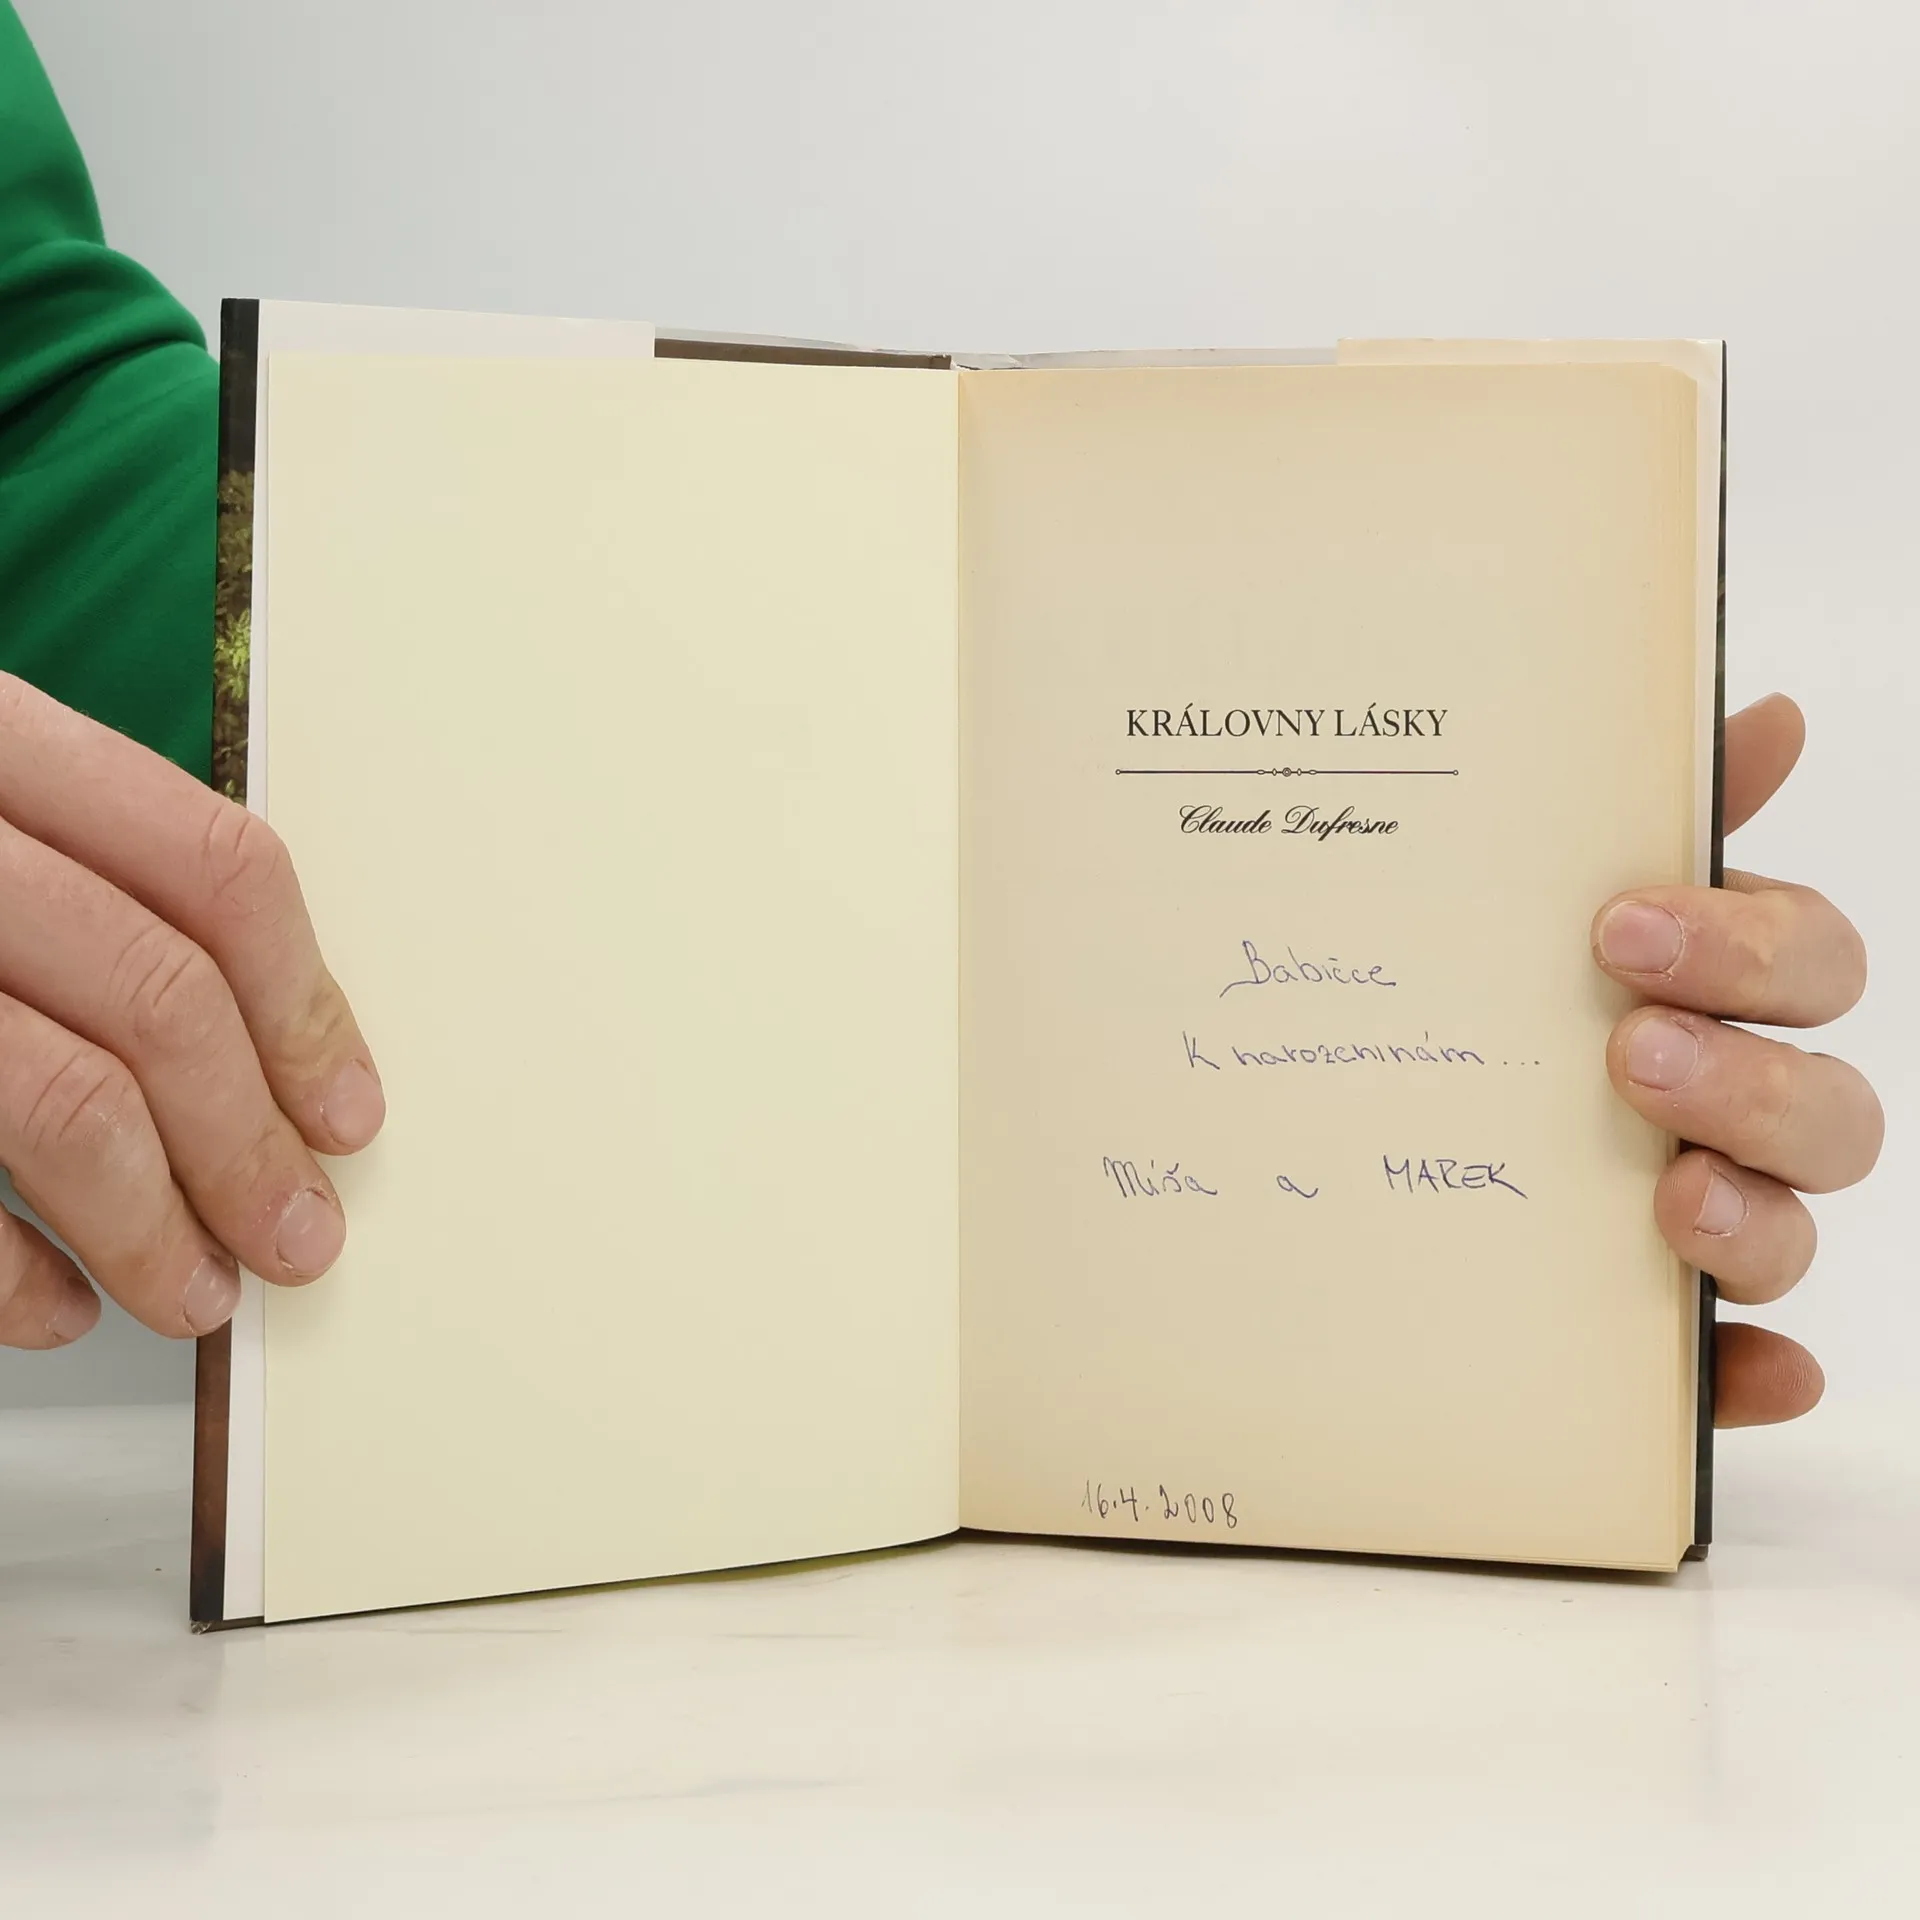 KRÁLOVNY LÁSKY
Claude Dufresne
Babičce
K narozeninám...
Míša a MAREK
16.4.2008